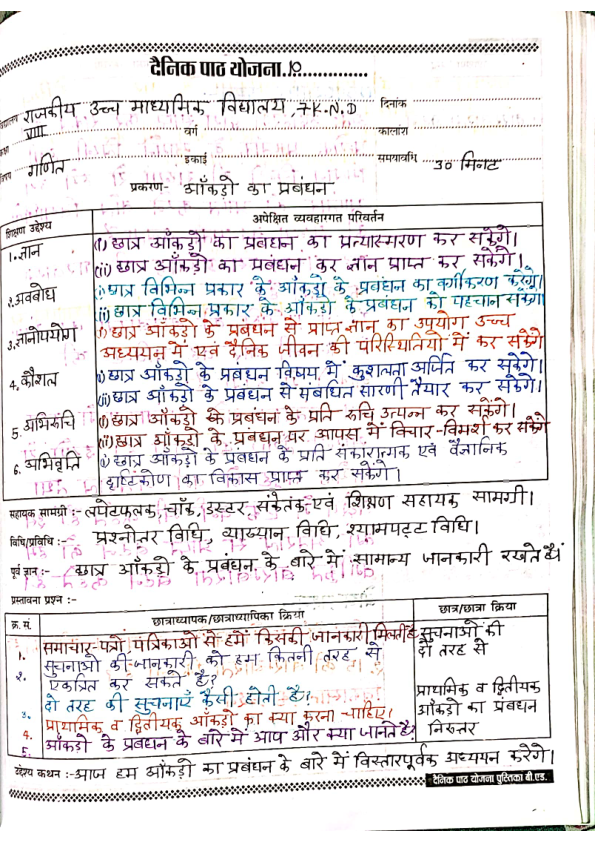 दैनिक पाठ योजना.10..............
राजकीय उच्च माध्यमिक विद्यालय, 7K.N.D दिनांक
VIII वर्ग कालांश
गणित इकाई समयावधि 30 मिनट
प्रकरण- आँकड़ो का प्रबंधन
शिक्षण उद्देश्य अपेक्षित व्यवहारगत परिवर्तन
1. ज्ञान (i) छात्र आँकड़ों का प्रबंधन का प्रत्यास्मरण कर सकेंगे।
(ii) छात्र आँकड़ो का प्रबंधन कर ज्ञान प्राप्त कर सकेंगे।
2. अवबोध (i) छात्र विभिन्न प्रकार के आँकड़ो के प्रबंधन का वर्गीकरण करेंगे।
(ii) छात्र विभिन्न प्रकार के आँकड़ो के प्रबंधन को पहचान सकेंगे।
3. ज्ञानोपयोग (i) छात्र आँकड़ो के प्रबंधन से प्राप्त ज्ञान का उपयोग उच्च
अध्ययन में एवं दैनिक जीवन की परिस्थितियो में कर सकेंगे
4. कौशल (i) छात्र आँकड़ो के प्रबंधन विषय में कुशलता अर्जित कर सकेंगे।
(ii) छात्र आँकड़ो के प्रबंधन से संबधित सारणी तैयार कर सकेंगे।
5. अभिरुचि (i) छात्र आँकड़ो के प्रबंधन के प्रति रुचि उत्पन्न कर सकेंगे।
(ii) छात्र आँकड़ो के प्रबंधन पर आपस में विचार-विमर्श कर सकेंगे
6. अभिवृति (i) छात्र आँकड़ो के प्रबंधन के प्रति सकारात्मक एवं वैज्ञानिक
दृष्टिकोण का विकास प्राप्त कर सकेंगे।
सहायक सामग्री :- लपेटफलक, चॉक, डस्टर, संकेतक एवं शिक्षण सहायक सामगी।
विधि/प्रविधि :- प्रश्नोतर विधि, व्याख्यान विधि, श्यामपट्ट विधि।
पूर्व ज्ञान :- छात्र आँकड़ो के प्रबंधन के बारे में सामान्य जानकारी रखते है।
प्रस्तावना प्रश्न :-
क्र.सं. छात्राध्यापक/छात्राध्यापिका क्रिया छात्र/छात्रा क्रिया
1. समाचार-पत्रो पत्रिकाओ से हमें किसकी जानकारी मिलती है सुचनाओं की
2. सुचनाओ की जानकारी को हम कितनी तरह से दो तरह से
एकत्रित कर सकते है?
3. दो तरह की सुचनाएँ कैसी होती है? प्राथमिक व द्वितीयक
4. प्राथमिक व द्वितीयक आँकड़ो का क्या करना चाहिए। आँकड़ो का प्रबंधन
5. आँकड़ो के प्रबंधन के बारे में आप और क्या जानते है? निरुत्तर
उद्देश्य कथन :- आज हम आँकड़ो का प्रबंधन के बारे में विस्तारपूर्वक अध्ययन करेंगे।
दैनिक पाठ योजना पुस्तिका बी.एड.